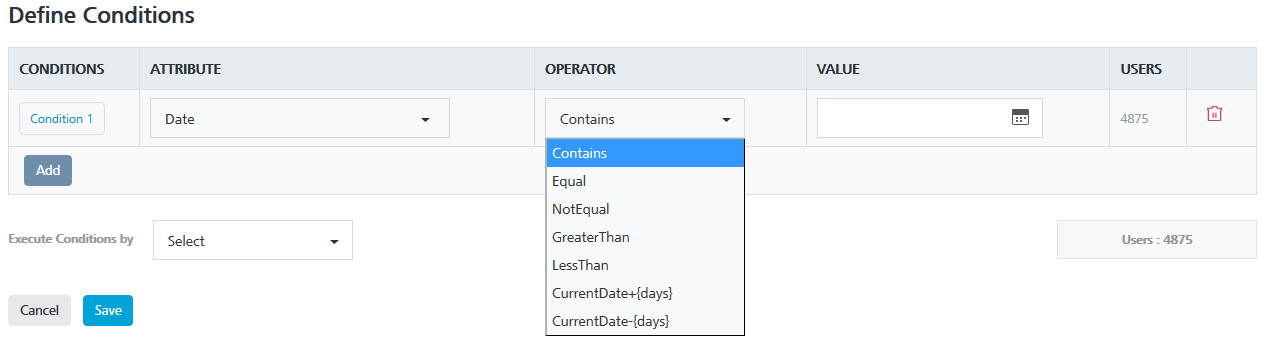 Define Conditions
CONDITIONS ATTRIBUTE OPERATOR VALUE USERS
Condition 1 Date Contains 4875
Contains
Add
Equal
NotEqual
GreaterThan
LessThan
CurrentDate+{days}
CurrentDate-{days}
Execute Conditions by Select Users : 4875
Cancel Save